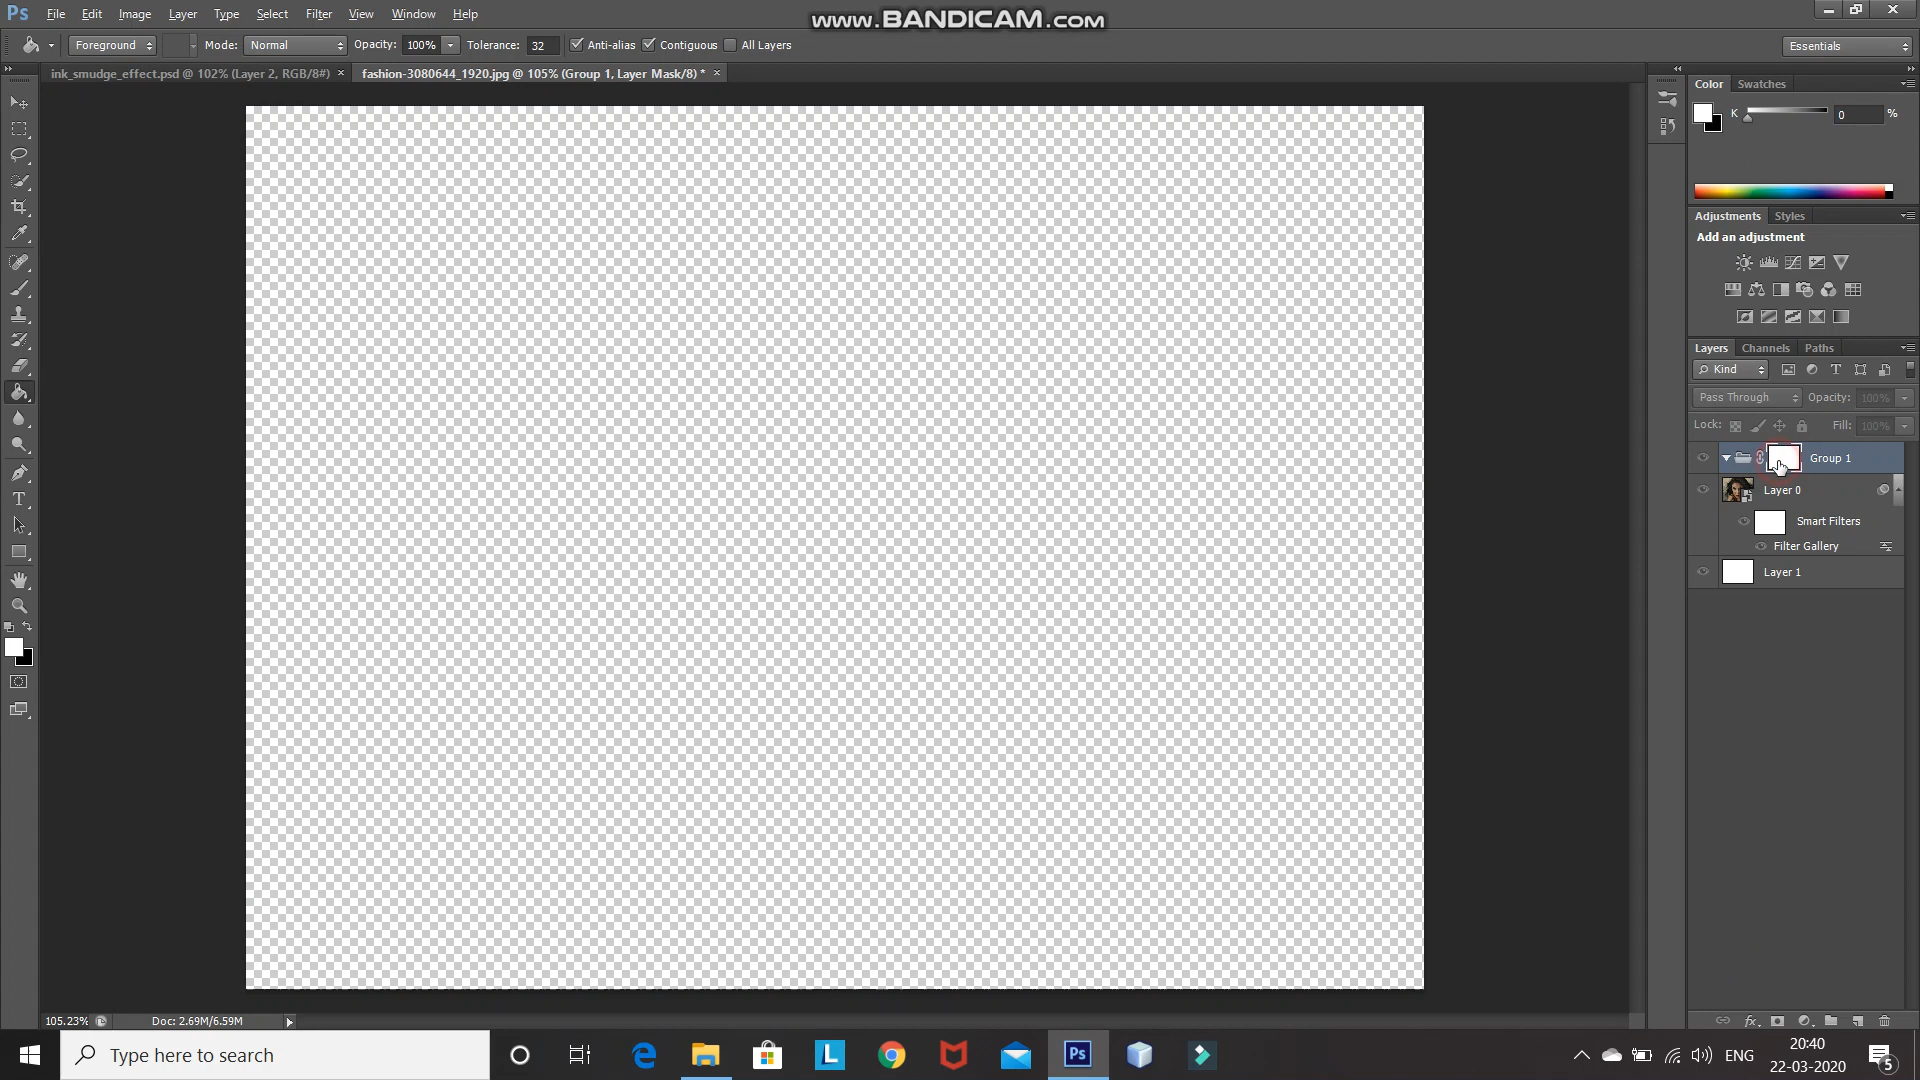 Ps File Edit Image Layer Type Select Filter View Window Help
www.BANDICAM.com
Foreground Mode: Normal Opacity: 100% Tolerance: 32 Anti-alias Contiguous All Layers Essentials
ink_smudge_effect.psd @ 102% (Layer 2, RGB/8#) × fashion-3080644_1920.jpg @ 105% (Group 1, Layer Mask/8) * ×
Color Swatches
K 0 %
Adjustments Styles
Add an adjustment
Layers Channels Paths
Kind
Pass Through Opacity: 100%
Lock: Fill: 100%
Group 1
Layer 0
Smart Filters
Filter Gallery
Layer 1
105.23% Doc: 2.69M/6.59M
Type here to search
L
Ps
ENG
20:40
22-03-2020
5